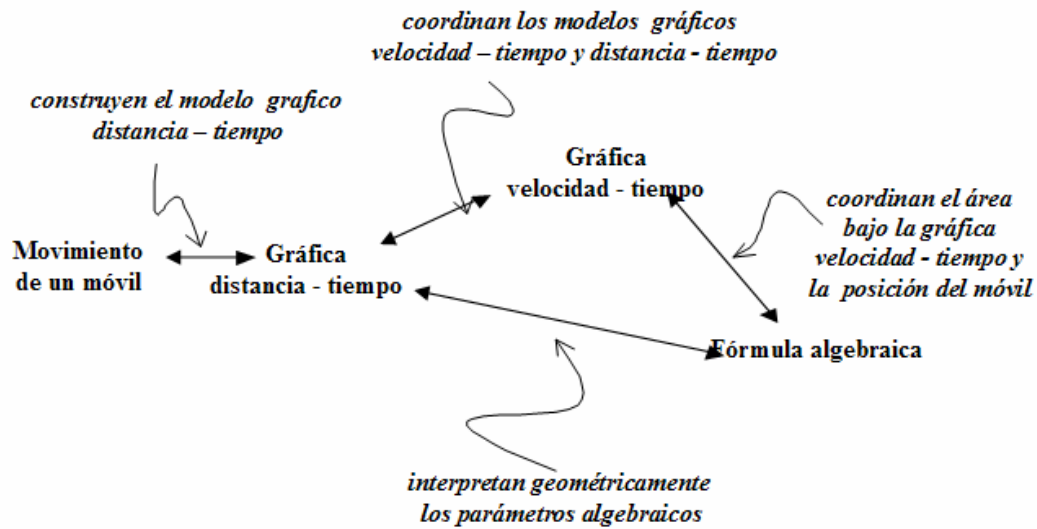 coordinan los modelos gráficos
velocidad – tiempo y distancia - tiempo
construyen el modelo grafico
distancia – tiempo
Gráfica
velocidad - tiempo
coordinan el área
bajo la gráfica
velocidad - tiempo y
la posición del móvil
Movimiento
de un móvil
Gráfica
distancia - tiempo
Fórmula algebraica
interpretan geométricamente
los parámetros algebraicos